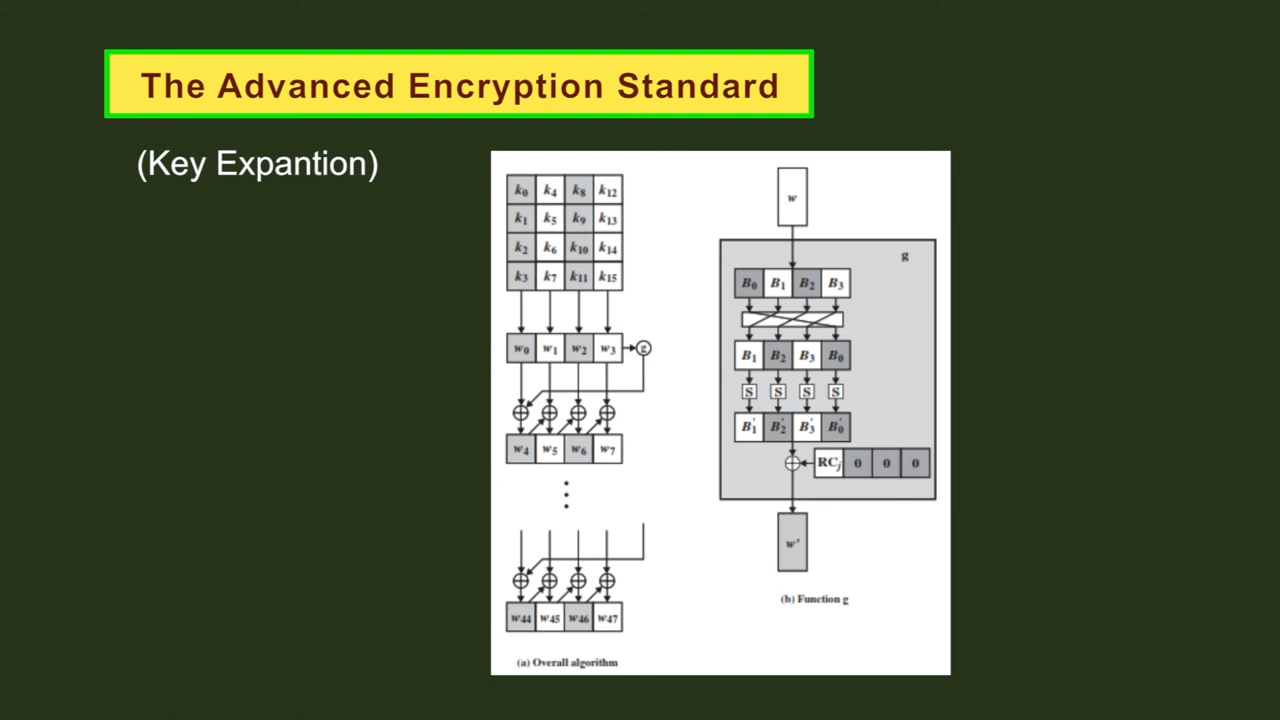 The Advanced Encryption Standard
(Key Expantion)
k0 k4 k8 k12
k1 k5 k9 k13
k2 k6 k10 k14
k3 k7 k11 k15
w0 w1 w2 w3 g
w4 w5 w6 w7
w44 w45 w46 w47
(a) Overall algorithm
w
g
B0 B1 B2 B3
B1 B2 B3 B0
S S S S
B'1 B'2 B'3 B'0
RCj 0 0 0
w'
(b) Function g